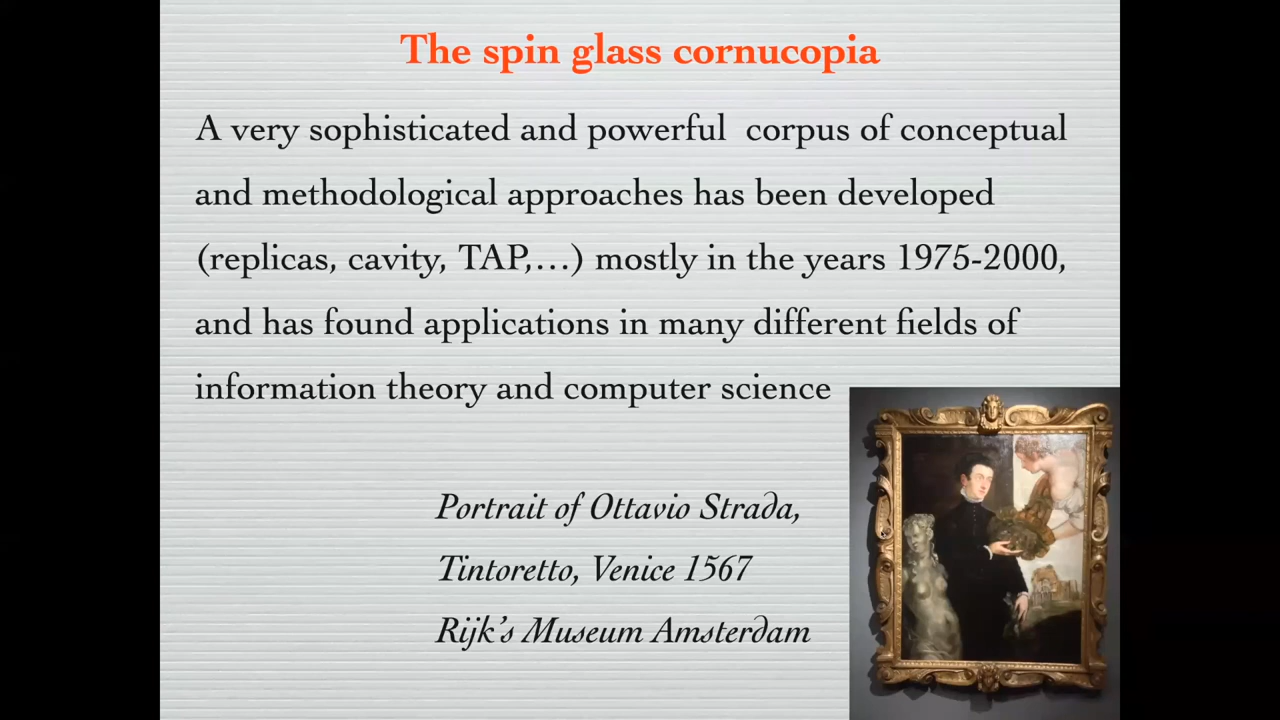 The spin glass cornucopia
A very sophisticated and powerful corpus of conceptual
and methodological approaches has been developed
(replicas, cavity, TAP,…) mostly in the years 1975-2000,
and has found applications in many different fields of
information theory and computer science
Portrait of Ottavio Strada,
Tintoretto, Venice 1567
Rijk's Museum Amsterdam